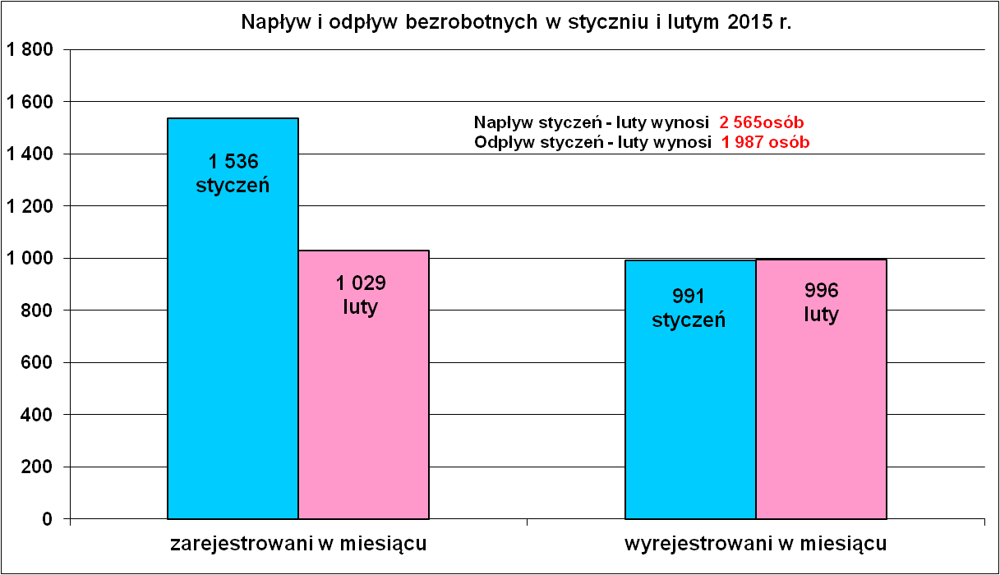 Napływ i odpływ bezrobotnych w styczniu i lutym 2015 r.
1 800
1 600
1 400
1 200
1 000
800
600
400
200
0
Napływ styczeń - luty wynosi 2 565osób
Odpływ styczeń - luty wynosi 1 987 osób
1 536
styczeń
1 029
luty
991
styczeń
996
luty
zarejestrowani w miesiącu
wyrejestrowani w miesiącu